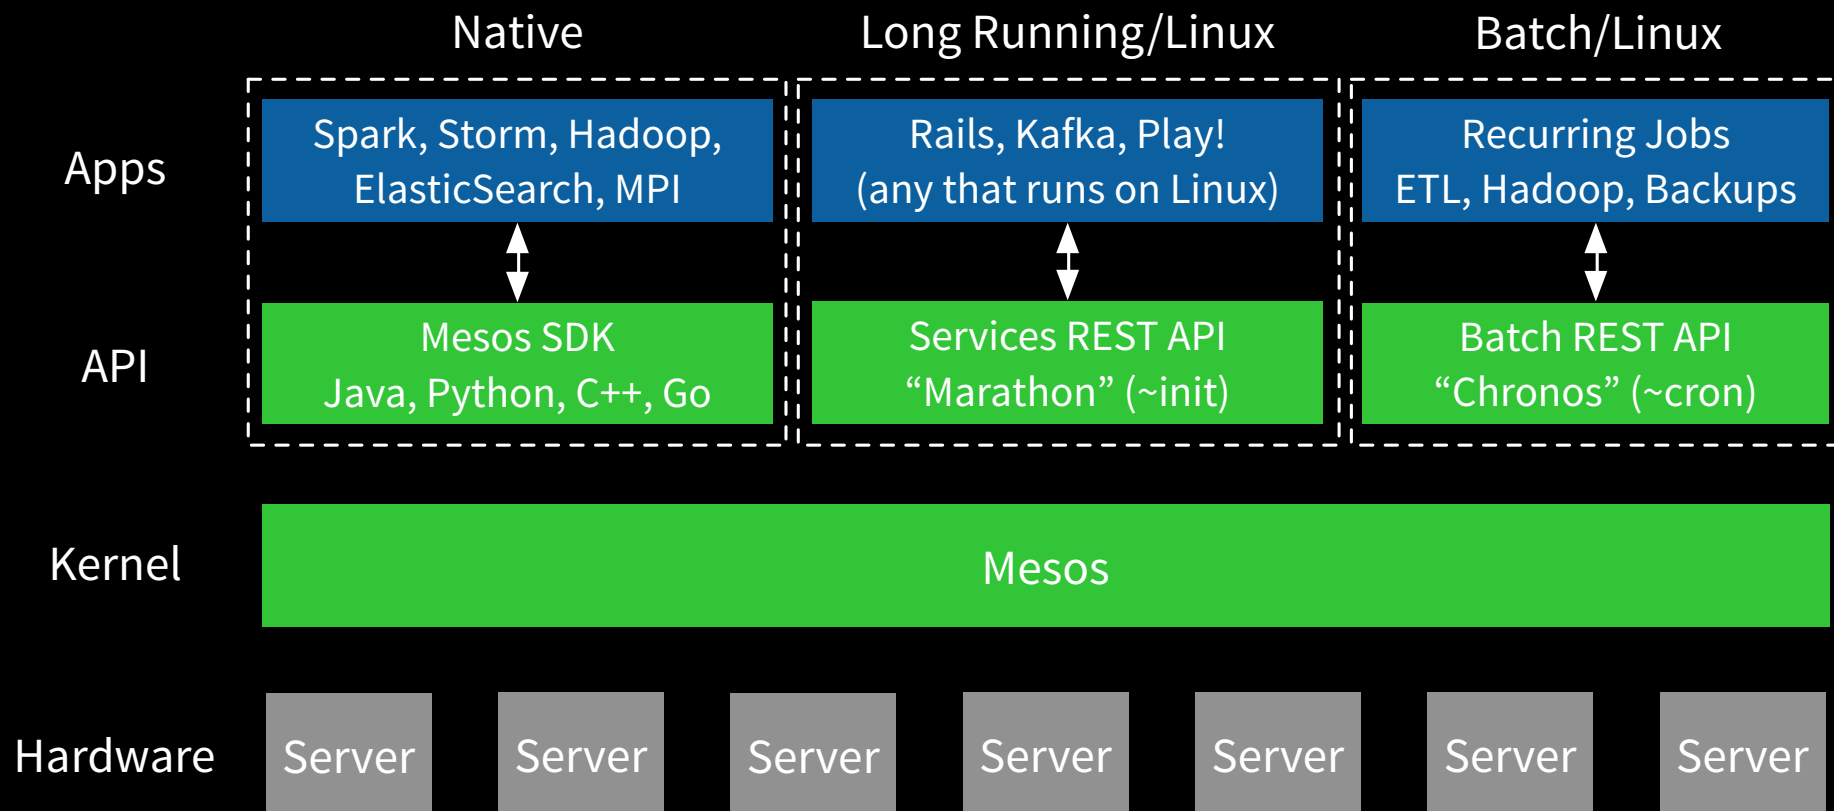 Native
Long Running/Linux
Batch/Linux
Apps
Spark, Storm, Hadoop,
ElasticSearch, MPI
Rails, Kafka, Play!
(any that runs on Linux)
Recurring Jobs
ETL, Hadoop, Backups
API
Mesos SDK
Java, Python, C++, Go
Services REST API
“Marathon” (~init)
Batch REST API
“Chronos” (~cron)
Kernel
Mesos
Hardware
Server
Server
Server
Server
Server
Server
Server